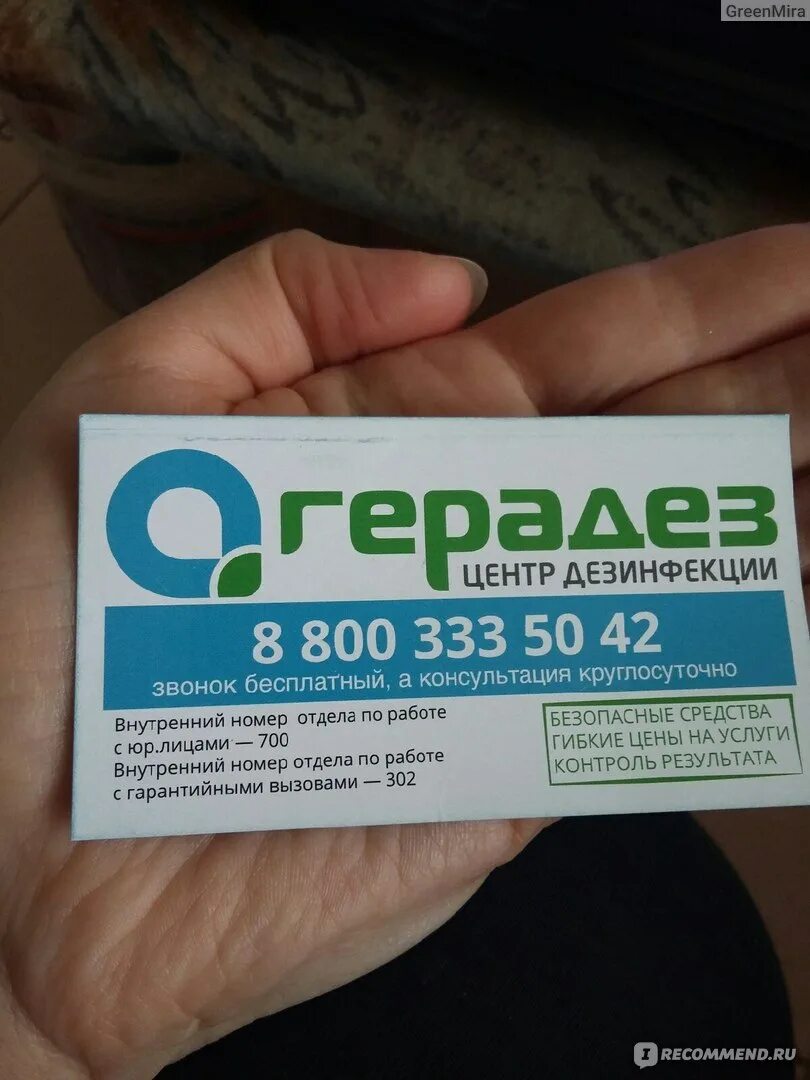 GreenMira
герадез
ЦЕНТР ДЕЗИНФЕКЦИИ
8 800 333 50 42
звонок бесплатный, а консультация круглосуточно
Внутренний номер отдела по работе
с юр.лицами — 700
Внутренний номер отдела по работе
с гарантийными вызовами — 302
БЕЗОПАСНЫЕ СРЕДСТВА
ГИБКИЕ ЦЕНЫ НА УСЛУГИ
КОНТРОЛЬ РЕЗУЛЬТАТА
IRECOMMEND.RU